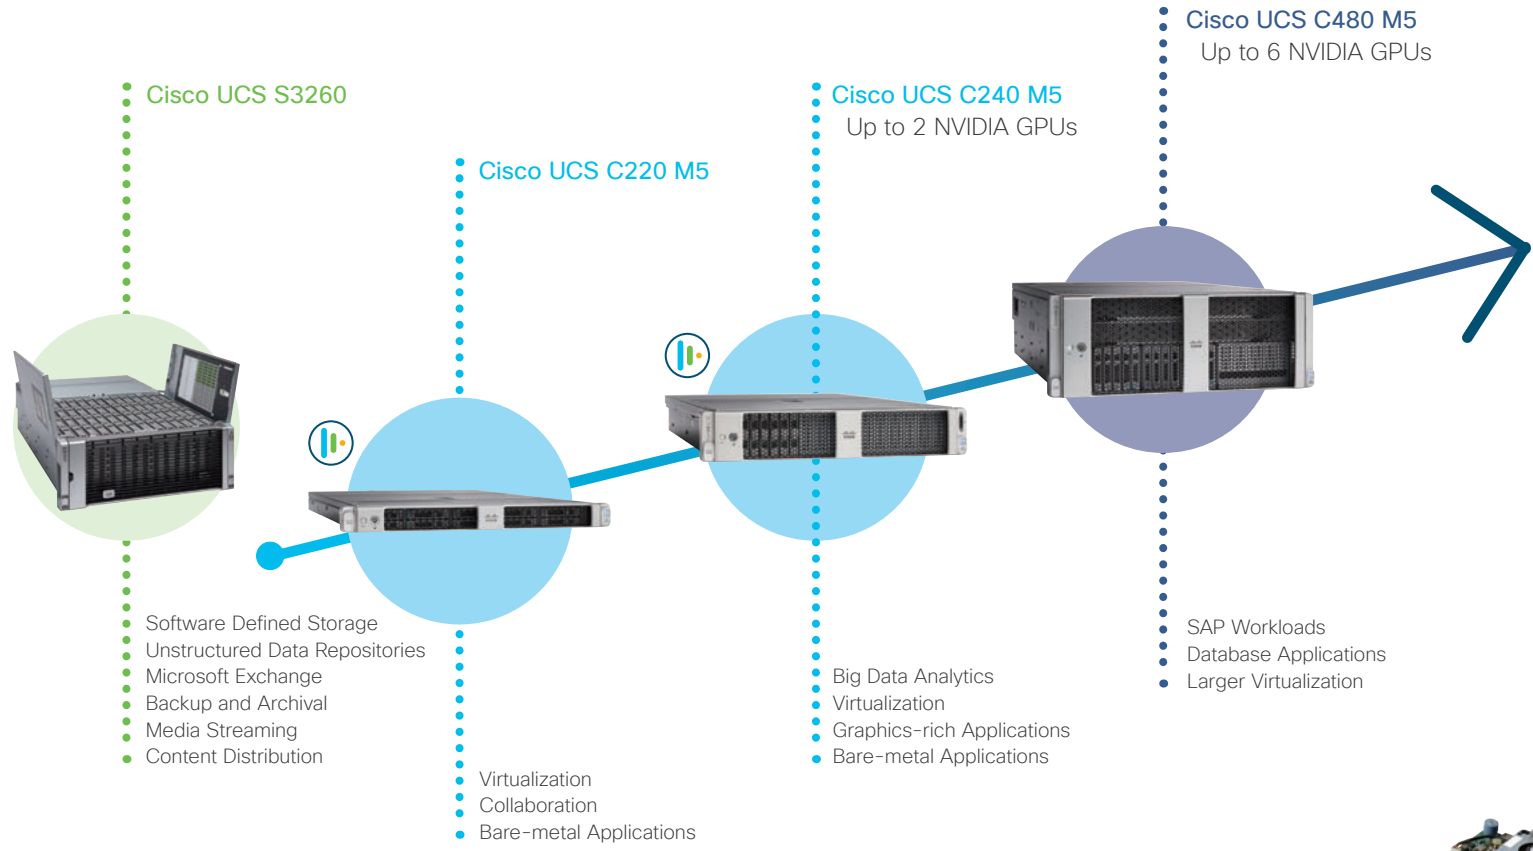 Cisco UCS S3260
Software Defined Storage
Unstructured Data Repositories
Microsoft Exchange
Backup and Archival
Media Streaming
Content Distribution
Cisco UCS C220 M5
Virtualization
Collaboration
Bare-metal Applications
Cisco UCS C240 M5
Up to 2 NVIDIA GPUs
Big Data Analytics
Virtualization
Graphics-rich Applications
Bare-metal Applications
Cisco UCS C480 M5
Up to 6 NVIDIA GPUs
SAP Workloads
Database Applications
Larger Virtualization